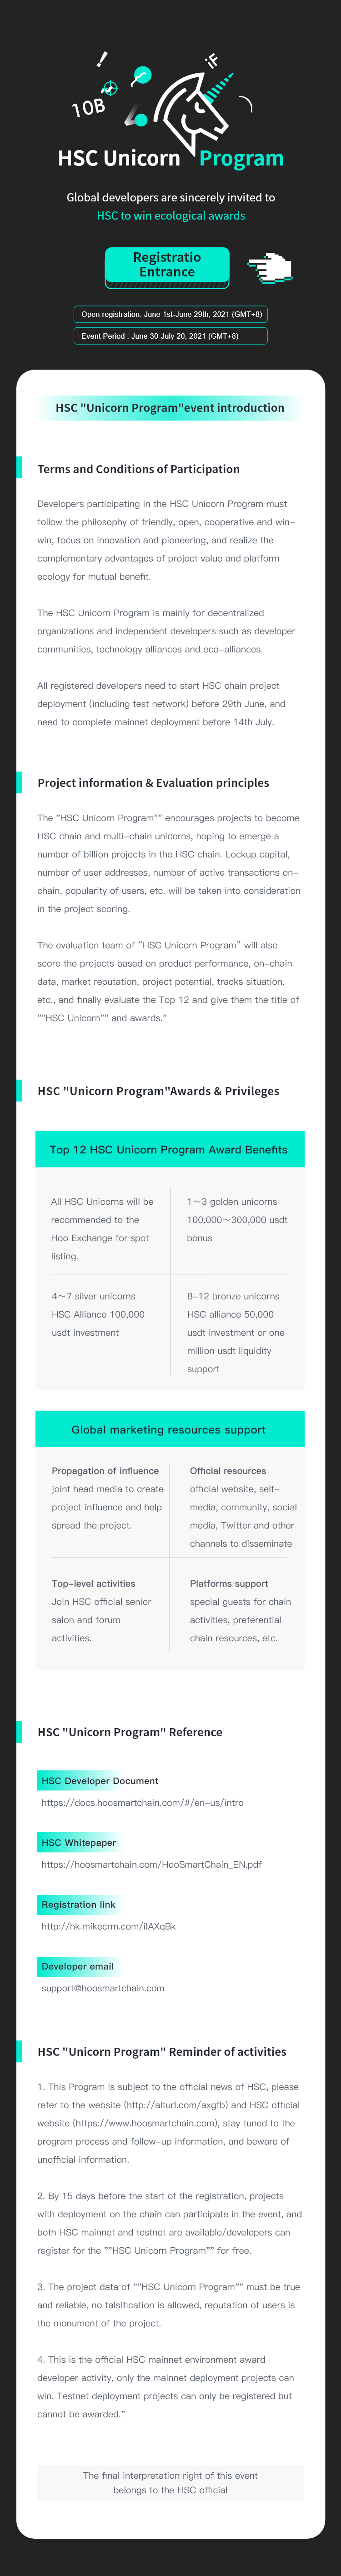 !
iF
10B
HSC Unicorn Program
Global developers are sincerely invited to
HSC to win ecological awards
Registratio
Entrance
Open registration: June 1st-June 29th, 2021 (GMT+8)
Event Period : June 30-July 20, 2021 (GMT+8)
HSC "Unicorn Program"event introduction
Terms and Conditions of Participation
Developers participating in the HSC Unicorn Program must
follow the philosophy of friendly, open, cooperative and win-
win, focus on innovation and pioneering, and realize the
complementary advantages of project value and platform
ecology for mutual benefit.
The HSC Unicorn Program is mainly for decentralized
organizations and independent developers such as developer
communities, technology alliances and eco-alliances.
All registered developers need to start HSC chain project
deployment (including test network) before 29th June, and
need to complete mainnet deployment before 14th July.
Project information & Evaluation principles
The "HSC Unicorn Program"" encourages projects to become
HSC chain and multi-chain unicorns, hoping to emerge a
number of billion projects in the HSC chain. Lockup capital,
number of user addresses, number of active transactions on-
chain, popularity of users, etc. will be taken into consideration
in the project scoring.
The evaluation team of "HSC Unicorn Program" will also
score the projects based on product performance, on-chain
data, market reputation, project potential, tracks situation,
etc., and finally evaluate the Top 12 and give them the title of
""HSC Unicorn"" and awards."
HSC "Unicorn Program"Awards & Privileges
Top 12 HSC Unicorn Program Award Benefits
All HSC Unicorns will be
recommended to the
Hoo Exchange for spot
listing.
1～3 golden unicorns
100,000～300,000 usdt
bonus
4～7 silver unicorns
HSC Alliance 100,000
usdt investment
8-12 bronze unicorns
HSC alliance 50,000
usdt investment or one
million usdt liquidity
support
Global marketing resources support
Propagation of influence
joint head media to create
project influence and help
spread the project.
Official resources
official website, self-
media, community, social
media, Twitter and other
channels to disseminate
Top-level activities
Join HSC official senior
salon and forum
activities.
Platforms support
special guests for chain
activities, preferential
chain resources, etc.
HSC "Unicorn Program" Reference
HSC Developer Document
https://docs.hoosmartchain.com/#/en-us/intro
HSC Whitepaper
https://hoosmartchain.com/HooSmartChain_EN.pdf
Registration link
http://hk.mikecrm.com/iIAXqBk
Developer email
support@hoosmartchain.com
HSC "Unicorn Program" Reminder of activities
1. This Program is subject to the official news of HSC, please
refer to the website (http://alturl.com/axgfb) and HSC official
website (https://www.hoosmartchain.com), stay tuned to the
program process and follow-up information, and beware of
unofficial information.
2. By 15 days before the start of the registration, projects
with deployment on the chain can participate in the event, and
both HSC mainnet and testnet are available/developers can
register for the ""HSC Unicorn Program"" for free.
3. The project data of ""HSC Unicorn Program"" must be true
and reliable, no falsification is allowed, reputation of users is
the monument of the project.
4. This is the official HSC mainnet environment award
developer activity, only the mainnet deployment projects can
win. Testnet deployment projects can only be registered but
cannot be awarded."
The final interpretation right of this event
belongs to the HSC official